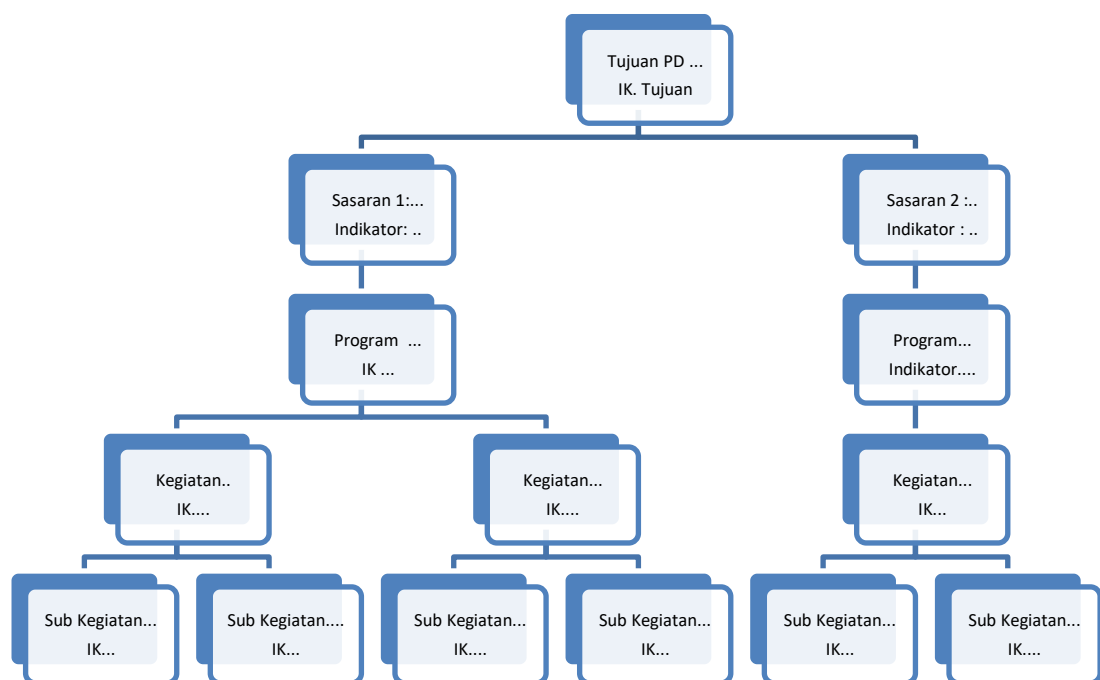 Tujuan PD ...
IK. Tujuan
Sasaran 1:...
Indikator: ..
Sasaran 2 :..
Indikator : ..
Program ...
IK ...
Program...
Indikator....
Kegiatan..
IK....
Kegiatan...
IK....
Kegiatan...
IK...
Sub Kegiatan...
IK...
Sub Kegiatan....
IK...
Sub Kegiatan...
IK....
Sub Kegiatan...
IK...
Sub Kegiatan...
IK...
Sub Kegiatan...
IK....